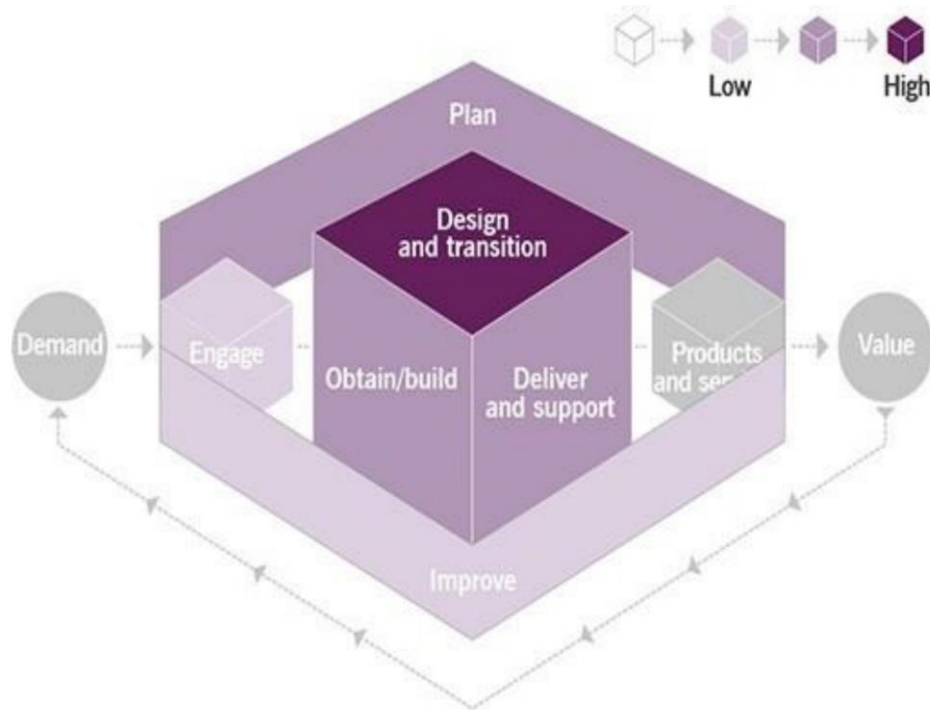 Low
High
Plan
Design
and transition
Demand
Engage
Obtain/build
Deliver
and support
Products
and
Value
Improve